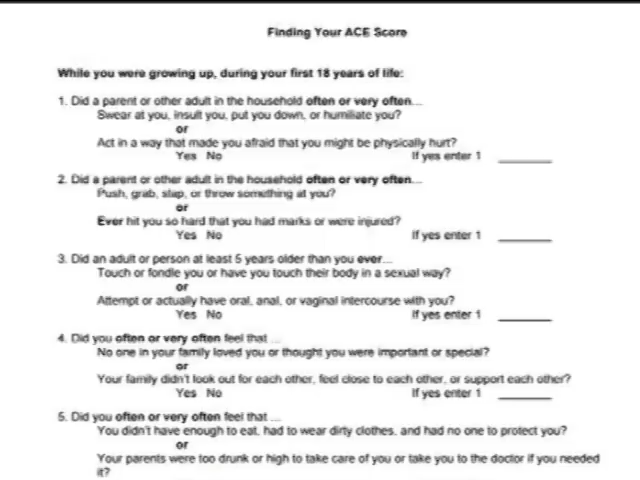 Finding Your ACE Score
While you were growing up, during your first 18 years of life:
1. Did a parent or other adult in the household often or very often...
Swear at you, insult you, put you down, or humiliate you?
or
Act in a way that made you afraid that you might be physically hurt?
Yes No If yes enter 1 ________
2. Did a parent or other adult in the household often or very often...
Push, grab, slap, or throw something at you?
or
Ever hit you so hard that you had marks or were injured?
Yes No If yes enter 1 ________
3. Did an adult or person at least 5 years older than you ever...
Touch or fondle you or have you touch their body in a sexual way?
or
Attempt or actually have oral, anal, or vaginal intercourse with you?
Yes No If yes enter 1 ________
4. Did you often or very often feel that ...
No one in your family loved you or thought you were important or special?
or
Your family didn't look out for each other, feel close to each other, or support each other?
Yes No If yes enter 1 ________
5. Did you often or very often feel that ...
You didn't have enough to eat, had to wear dirty clothes, and had no one to protect you?
or
Your parents were too drunk or high to take care of you or take you to the doctor if you needed
it?